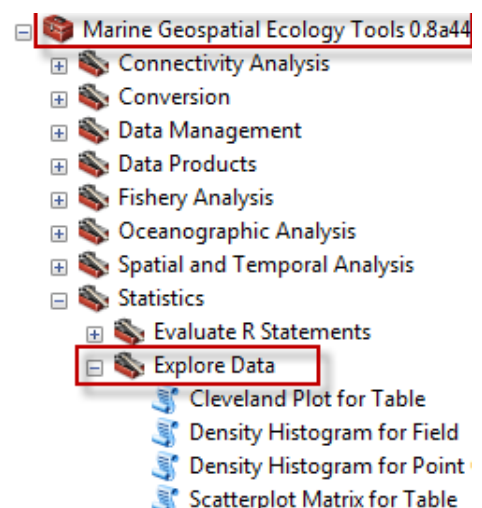 Marine Geospatial Ecology Tools 0.8a44
Connectivity Analysis
Conversion
Data Management
Data Products
Fishery Analysis
Oceanographic Analysis
Spatial and Temporal Analysis
Statistics
Evaluate R Statements
Explore Data
Cleveland Plot for Table
Density Histogram for Field
Density Histogram for Point
Scatterplot Matrix for Table